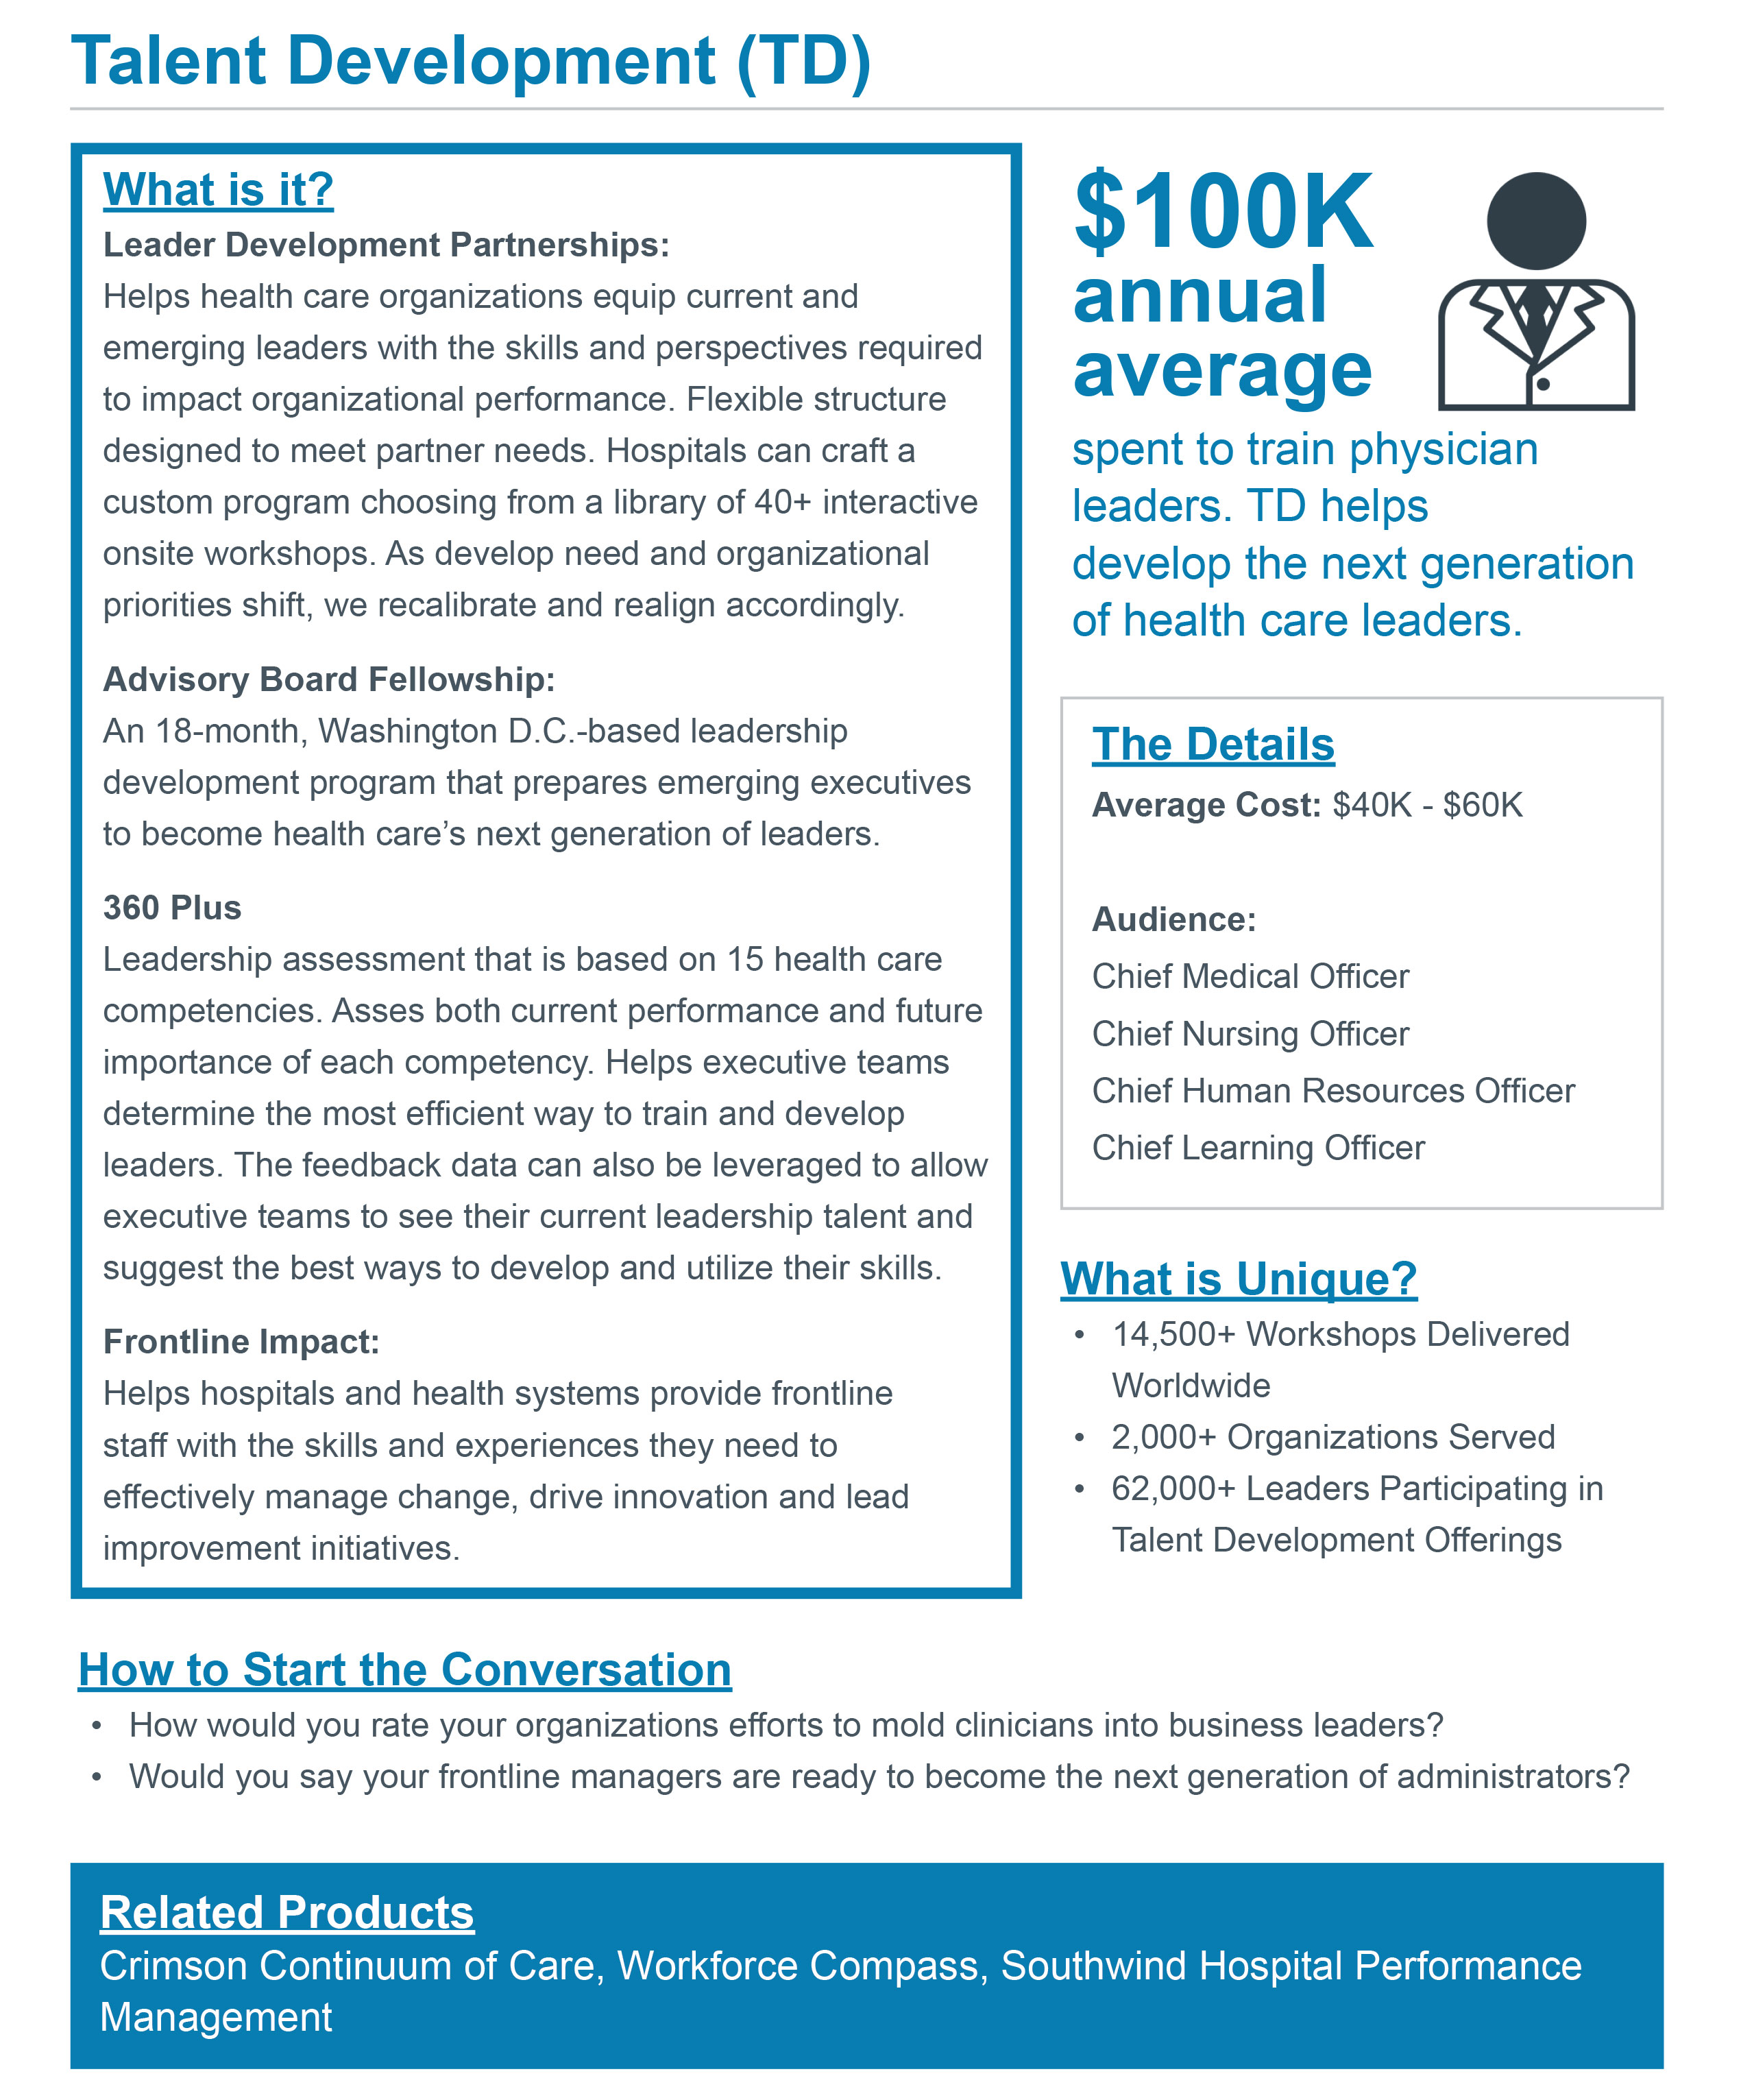 Talent Development (TD)
What is it?
Leader Development Partnerships:
Helps health care organizations equip current and
emerging leaders with the skills and perspectives required
to impact organizational performance. Flexible structure
designed to meet partner needs. Hospitals can craft a
custom program choosing from a library of 40+ interactive
onsite workshops. As develop need and organizational
priorities shift, we recalibrate and realign accordingly.
Advisory Board Fellowship:
An 18-month, Washington D.C.-based leadership
development program that prepares emerging executives
to become health care’s next generation of leaders.
360 Plus
Leadership assessment that is based on 15 health care
competencies. Asses both current performance and future
importance of each competency. Helps executive teams
determine the most efficient way to train and develop
leaders. The feedback data can also be leveraged to allow
executive teams to see their current leadership talent and
suggest the best ways to develop and utilize their skills.
Frontline Impact:
Helps hospitals and health systems provide frontline
staff with the skills and experiences they need to
effectively manage change, drive innovation and lead
improvement initiatives.
$100K
annual
average
spent to train physician
leaders. TD helps
develop the next generation
of health care leaders.
The Details
Average Cost: $40K - $60K
Audience:
Chief Medical Officer
Chief Nursing Officer
Chief Human Resources Officer
Chief Learning Officer
What is Unique?
• 14,500+ Workshops Delivered
Worldwide
• 2,000+ Organizations Served
• 62,000+ Leaders Participating in
Talent Development Offerings
How to Start the Conversation
• How would you rate your organizations efforts to mold clinicians into business leaders?
• Would you say your frontline managers are ready to become the next generation of administrators?
Related Products
Crimson Continuum of Care, Workforce Compass, Southwind Hospital Performance
Management